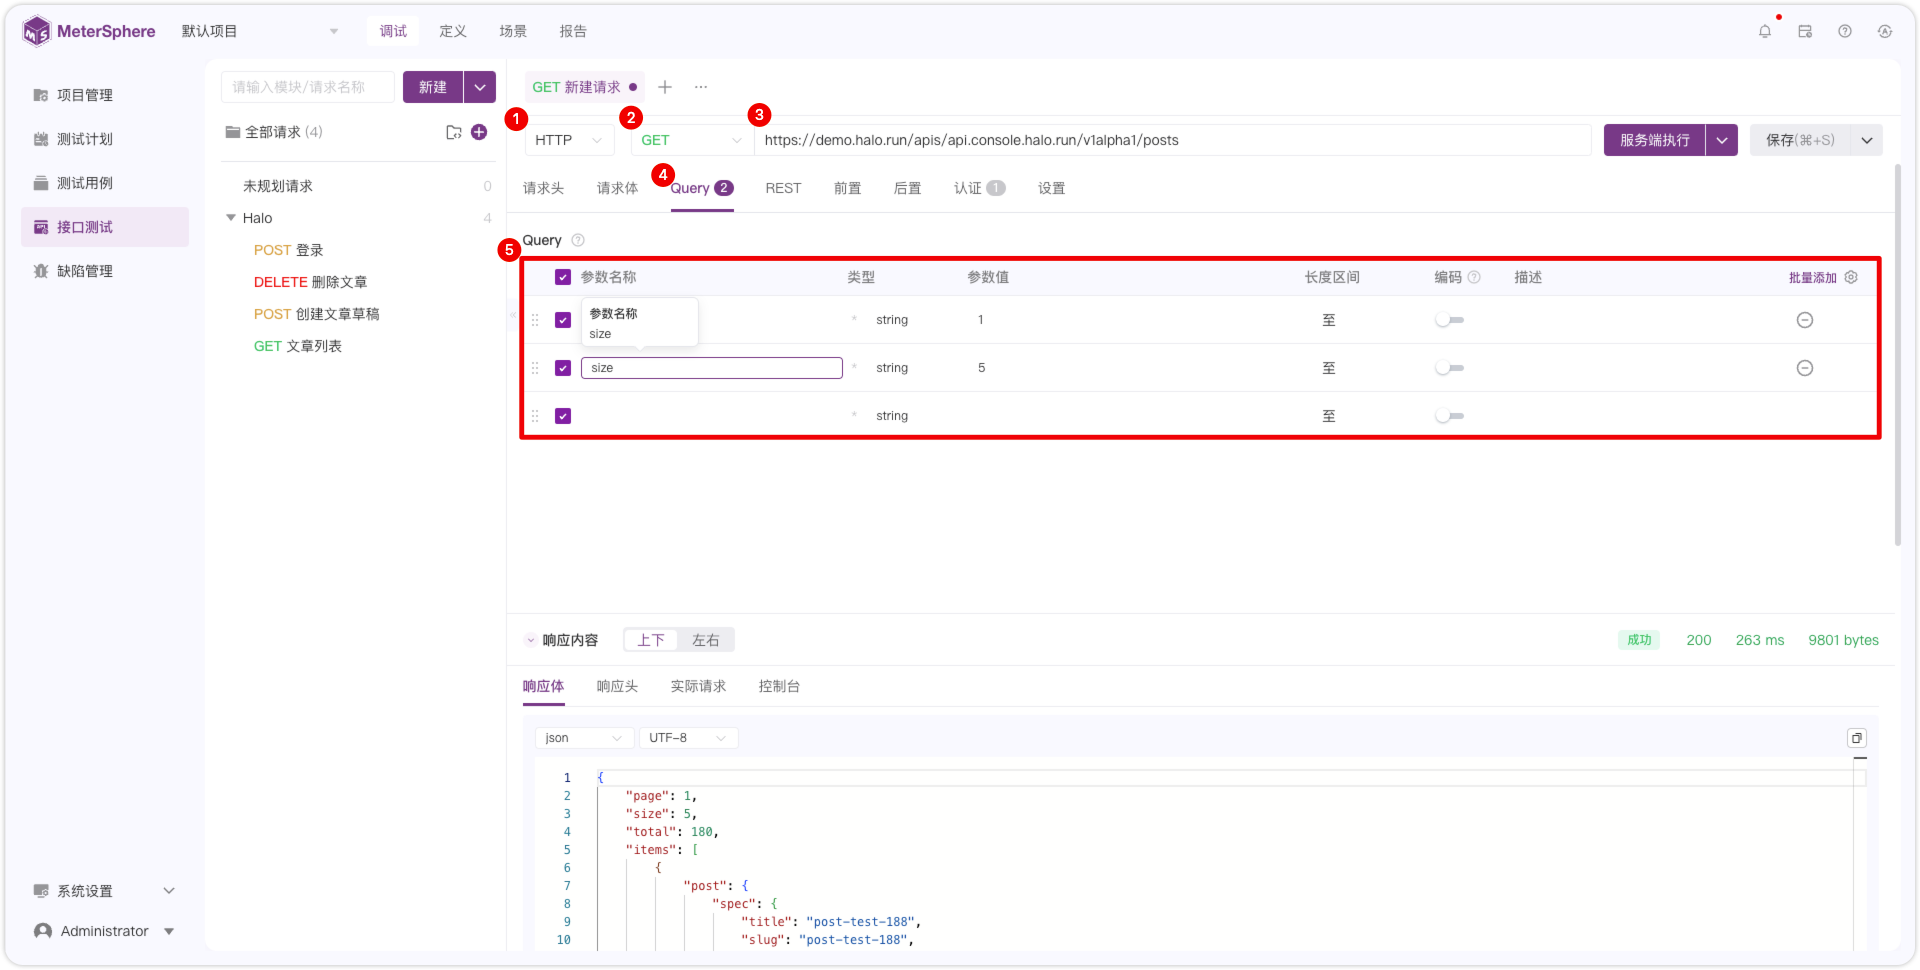 MeterSphere 默认项目 调试 定义 场景 报告
项目管理
测试计划
测试用例
接口测试
缺陷管理
系统设置
Administrator
请输入模块/请求名称 新建
全部请求 (4)
未规划请求 0
Halo 4
POST 登录
DELETE 删除文章
POST 创建文章草稿
GET 文章列表
GET 新建请求
1 HTTP 2 GET 3 https://demo.halo.run/apis/api.console.halo.run/v1alpha1/posts 服务端执行 保存(⌘+S)
请求头 请求体 4 Query 2 REST 前置 后置 认证 1 设置
5 Query
参数名称 类型 参数值 长度区间 编码 描述 批量添加
参数名称
size
* string 1 至
size * string 5 至
* string 至
响应内容 上下 左右 成功 200 263 ms 9801 bytes
响应体 响应头 实际请求 控制台
json UTF-8
1 {
2 "page": 1,
3 "size": 5,
4 "total": 180,
5 "items": [
6 {
7 "post": {
8 "spec": {
9 "title": "post-test-188",
10 "slug": "post-test-188",